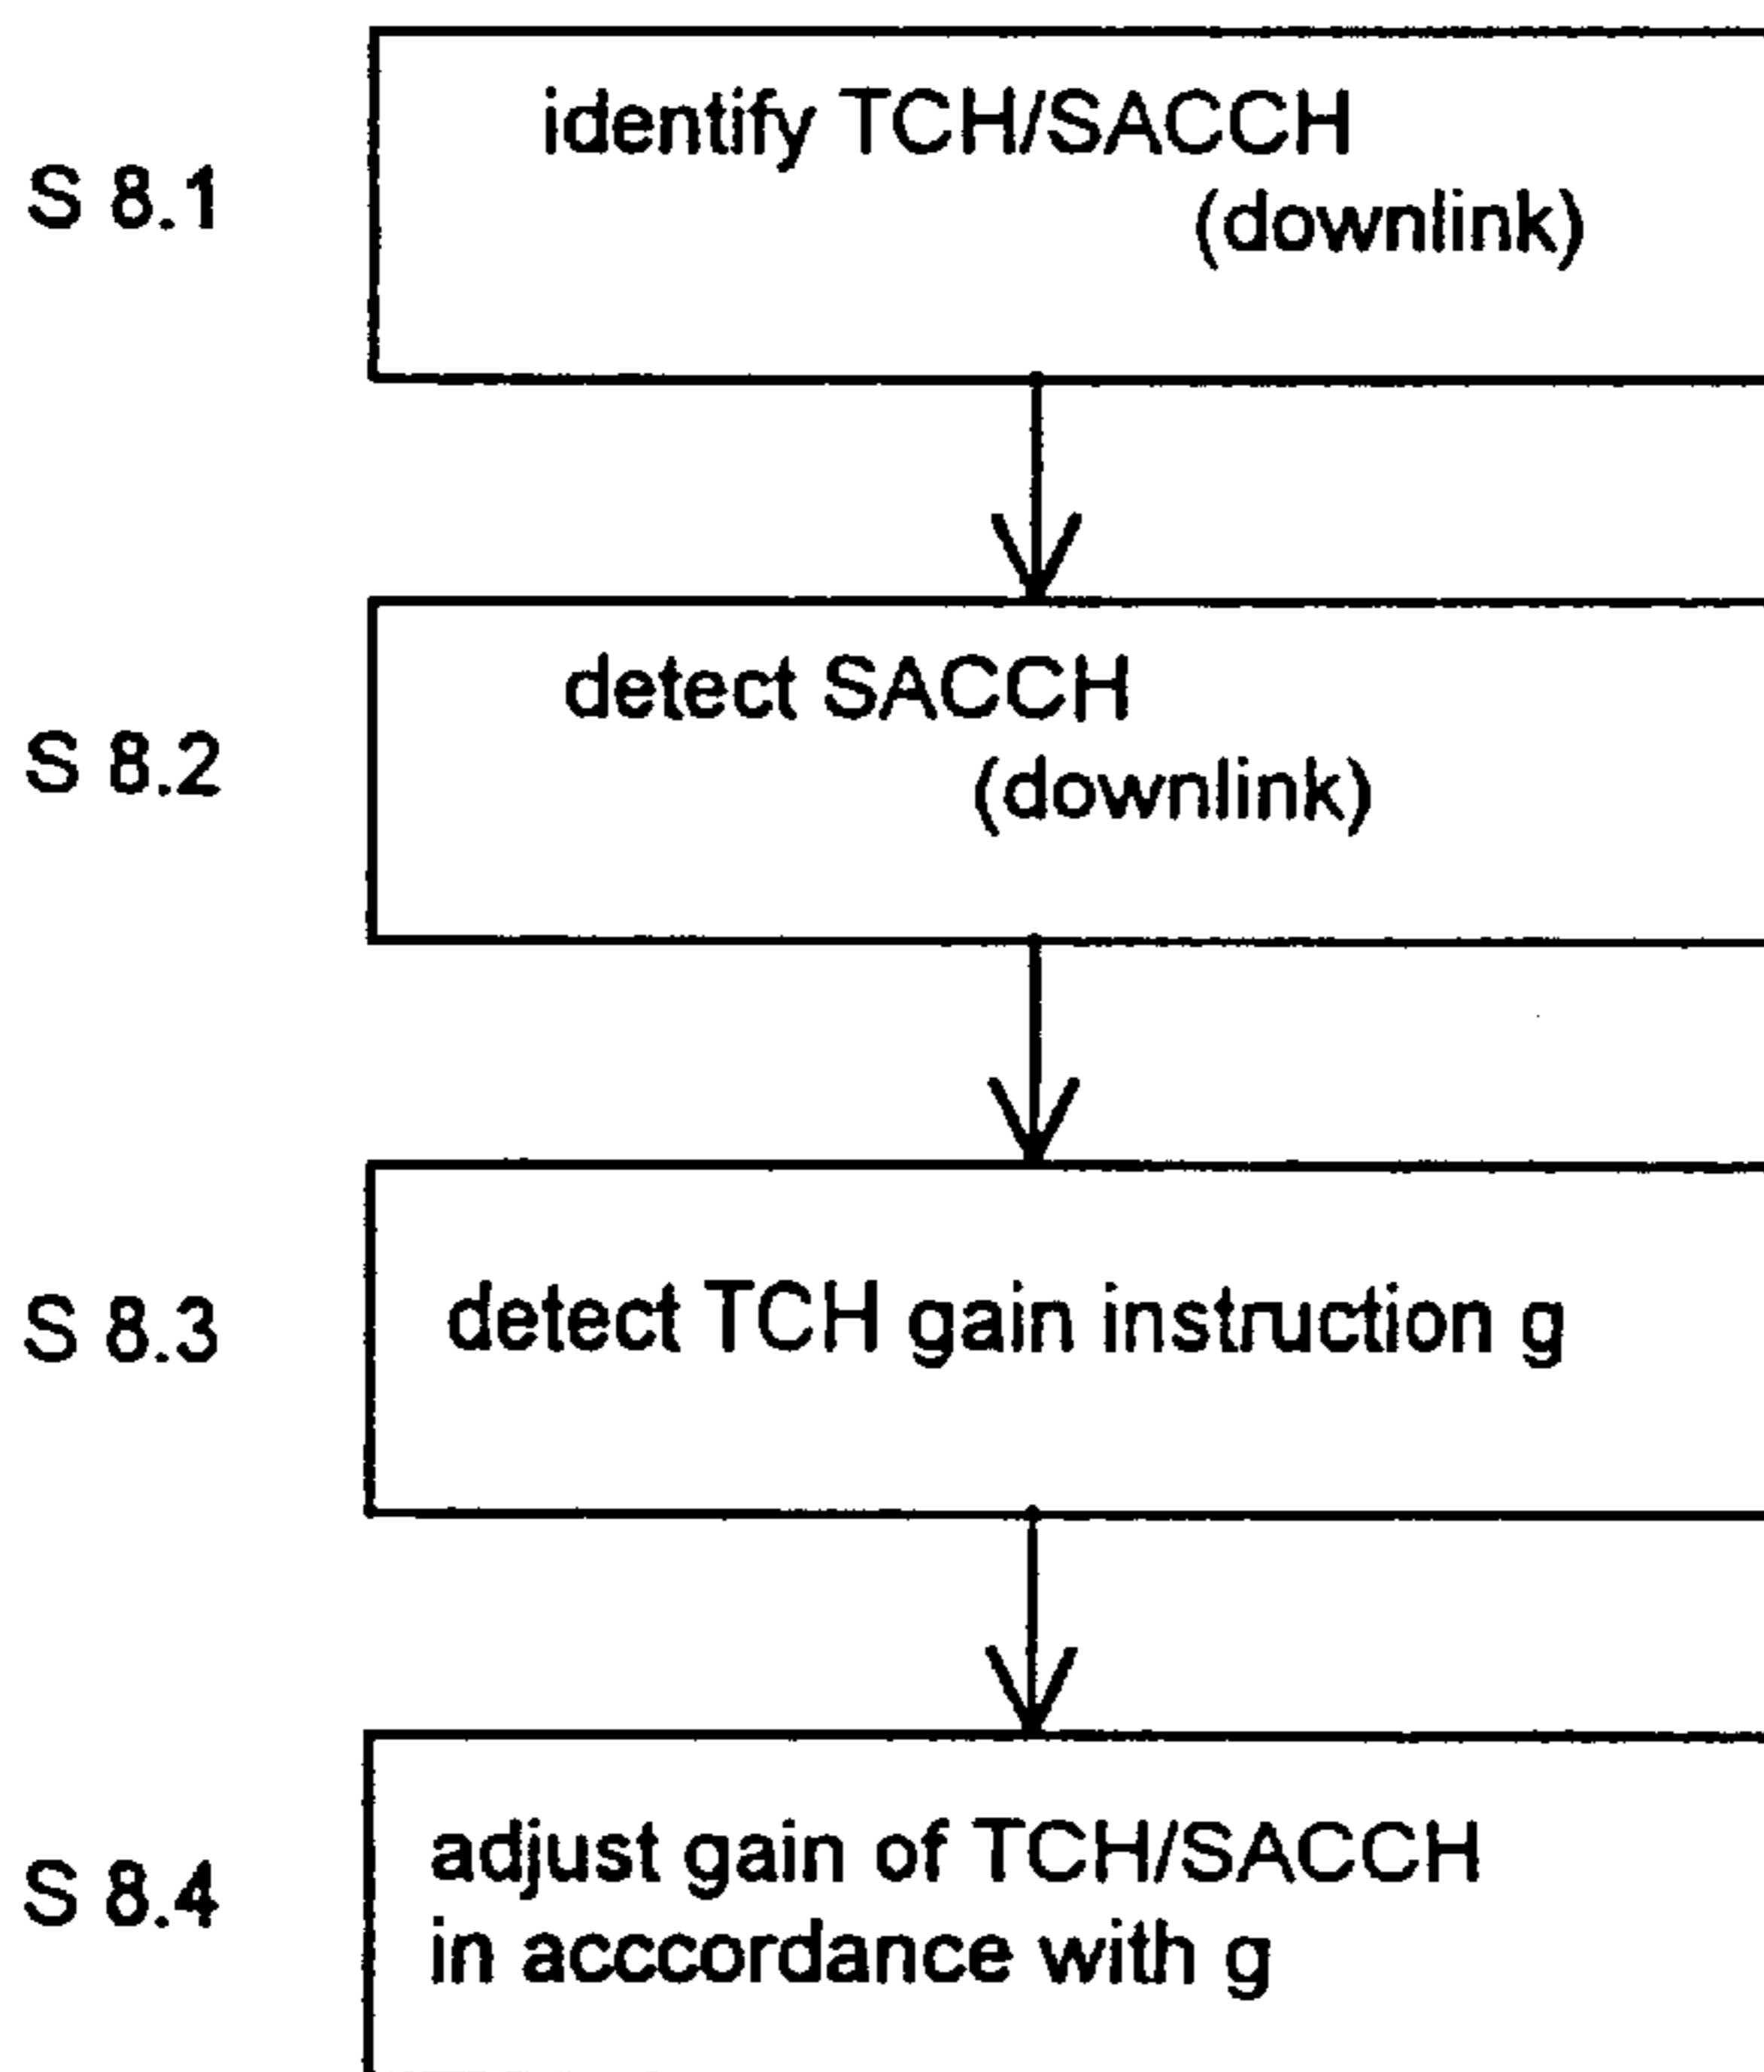 identify TCH/SACCH
S 8.1
(downlink)
detect SACCH
S 8.2
(downlink)
S 8.3 detect TCH gain instruction g
adjust gain of TCH/SACCH
S 8.4
in acccordance with g